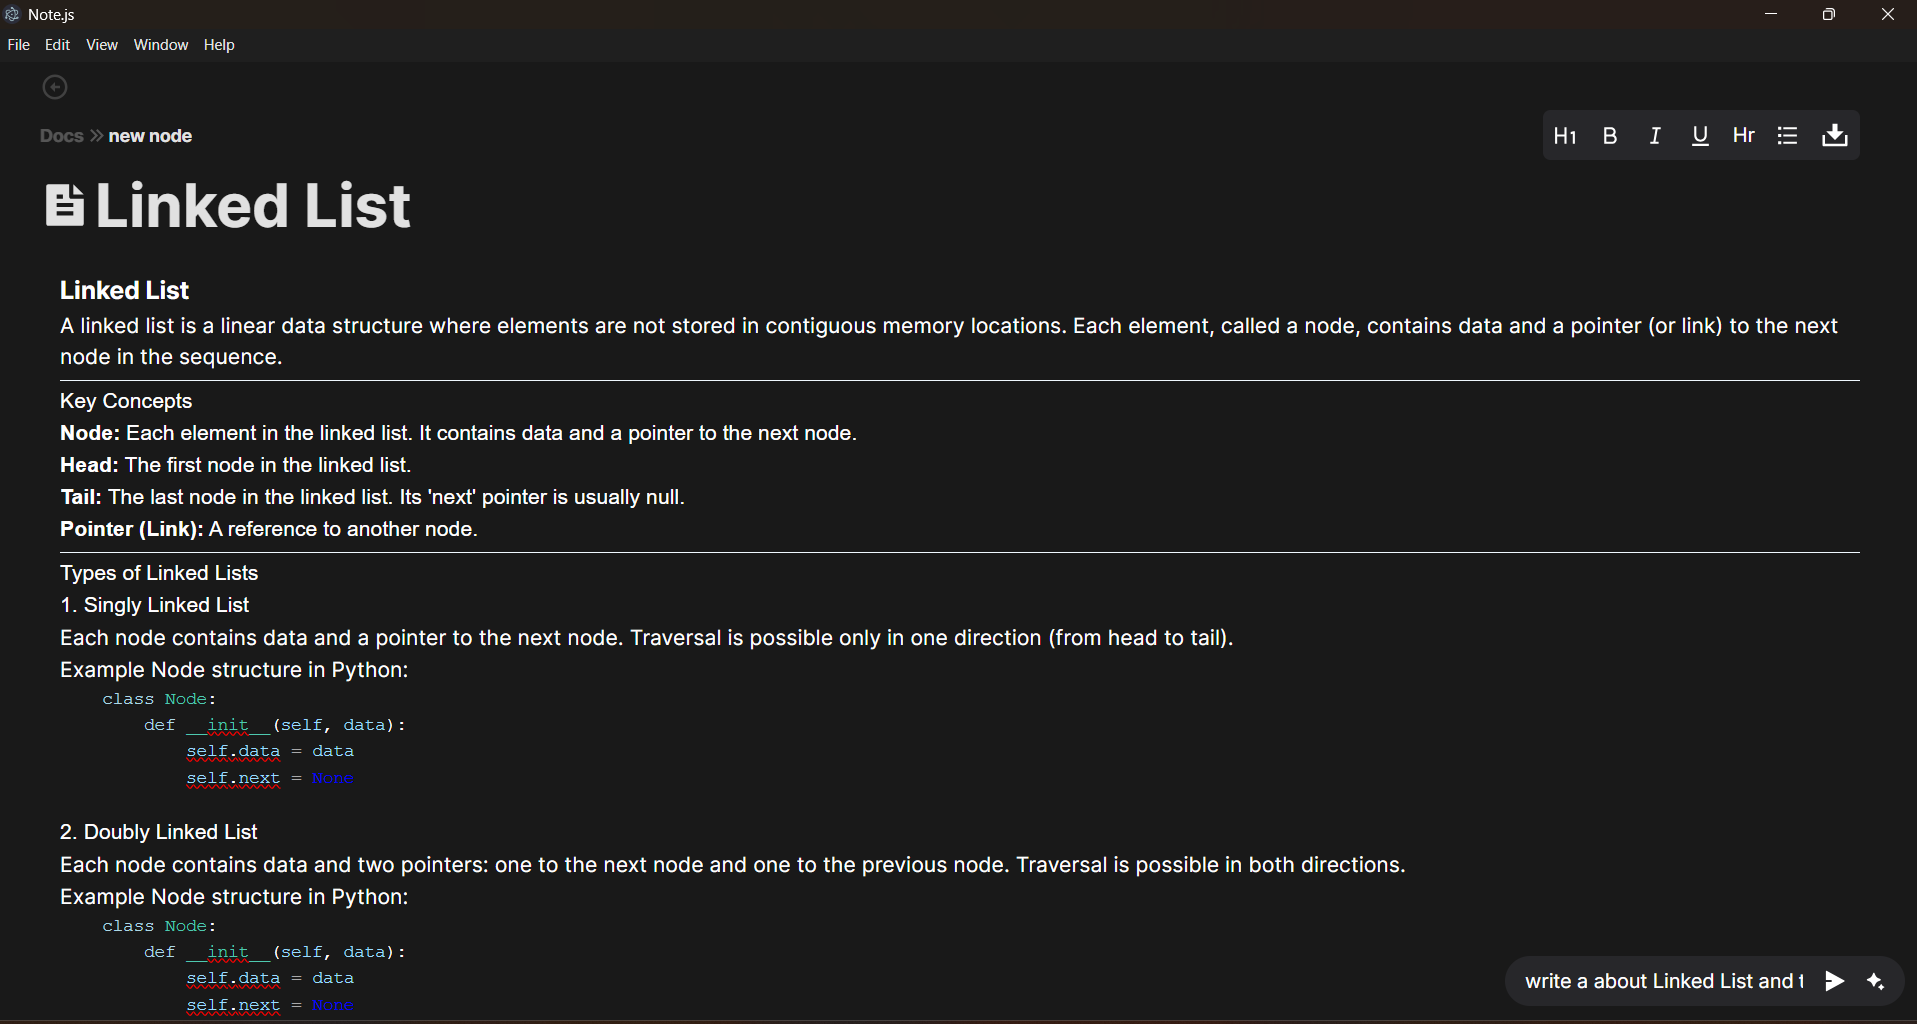 Note.js
File Edit View Window Help
Docs » new node
H1 B I U Hr
Linked List
Linked List
A linked list is a linear data structure where elements are not stored in contiguous memory locations. Each element, called a node, contains data and a pointer (or link) to the next
node in the sequence.
Key Concepts
Node: Each element in the linked list. It contains data and a pointer to the next node.
Head: The first node in the linked list.
Tail: The last node in the linked list. Its 'next' pointer is usually null.
Pointer (Link): A reference to another node.
Types of Linked Lists
1. Singly Linked List
Each node contains data and a pointer to the next node. Traversal is possible only in one direction (from head to tail).
Example Node structure in Python:
class Node:
def __init__(self, data):
self.data = data
self.next = None
2. Doubly Linked List
Each node contains data and two pointers: one to the next node and one to the previous node. Traversal is possible in both directions.
Example Node structure in Python:
class Node:
def __init__(self, data):
self.data = data
self.next = None
write a about Linked List and t